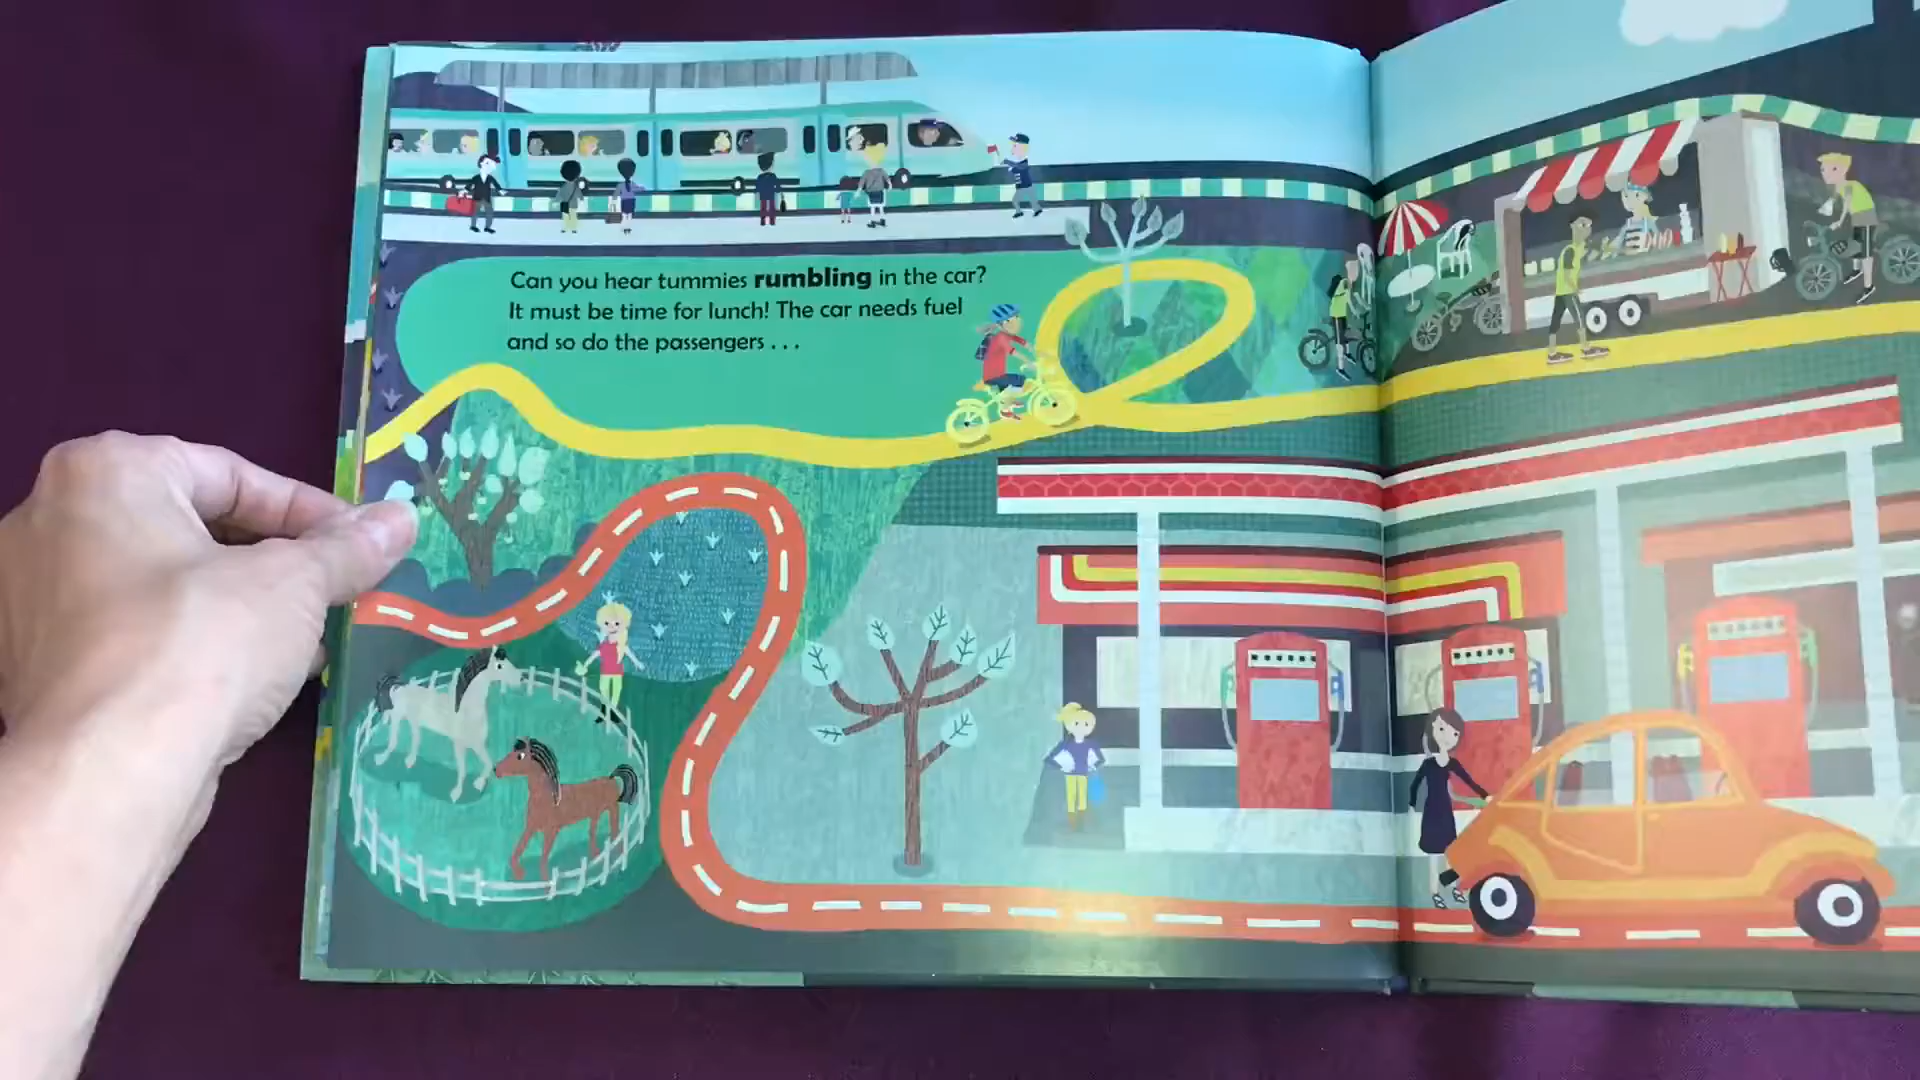 Can you hear tummies rumbling in the car?
It must be time for lunch! The car needs fuel
and so do the passengers . . .